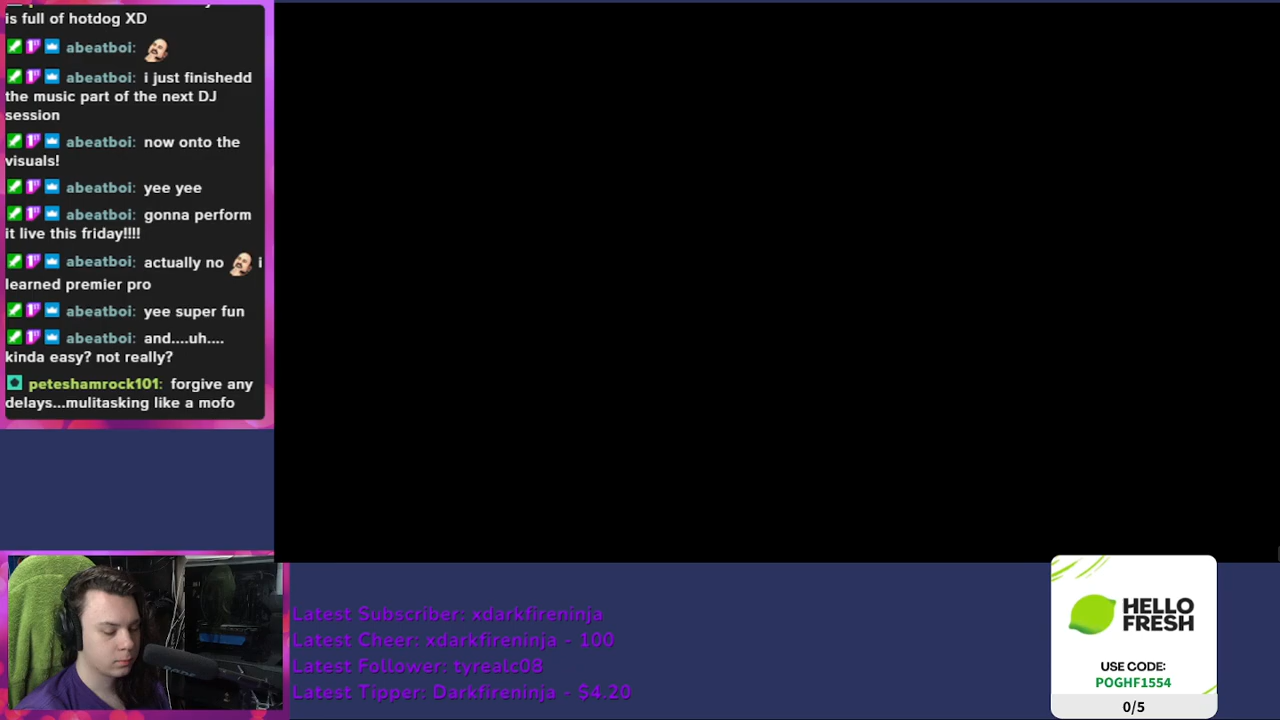 is full of hotdog XD
abeatboi:
abeatboi: i just finishedd
the music part of the next DJ
session
abeatboi: now onto the
visuals!
abeatboi: yee yee
abeatboi: gonna perform
it live this friday!!!!
abeatboi: actually no i
learned premier pro
abeatboi: yee super fun
abeatboi: and....uh....
kinda easy? not really?
peteshamrock101: forgive any
delays...mulitasking like a mofo
Latest Subscriber: xdarkfireninja
Latest Cheer: xdarkfireninja - 100
Latest Follower: tyrealc08
Latest Tipper: Darkfireninja - $4.20
HELLO
FRESH
USE CODE:
POGHF1554
0/5